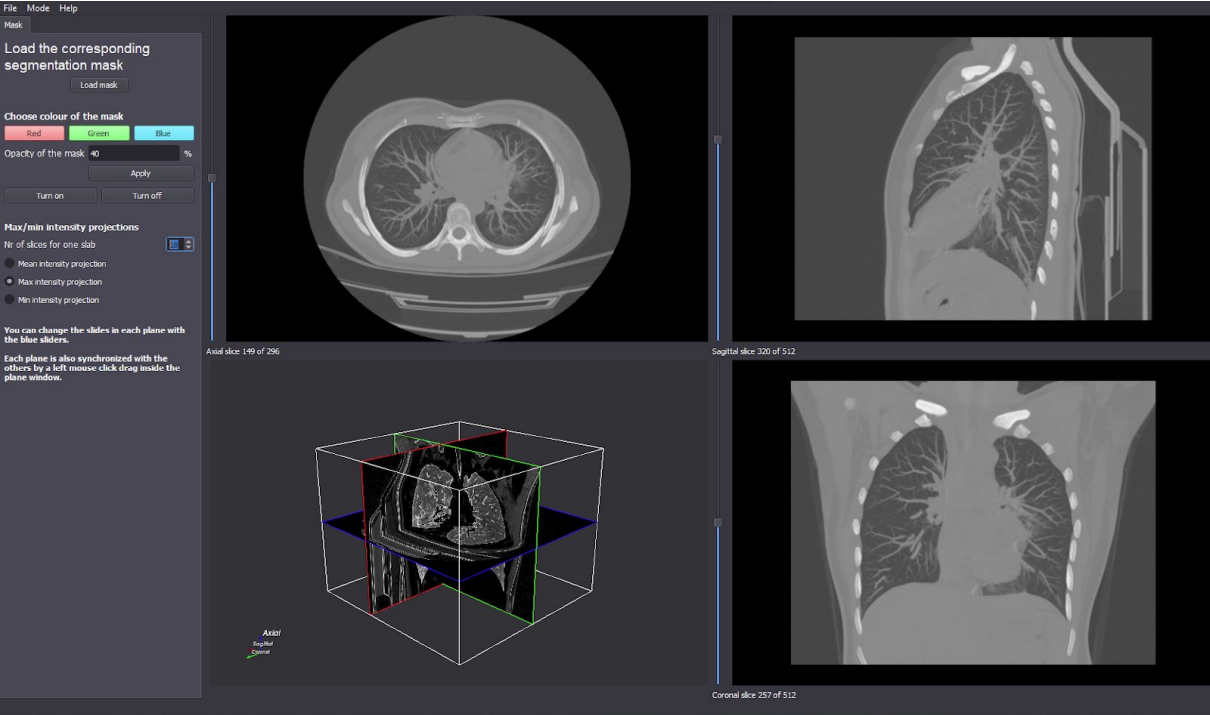 File Mode Help
Mask
Load the corresponding
segmentation mask
Load mask
Choose colour of the mask
Red Green Blue
Opacity of the mask 40 %
Apply
Turn on Turn off
Max/min intensity projections
Nr of slices for one slab
Mean intensity projection
Max intensity projection
Min intensity projection
You can change the slides in each plane with
the blue sliders.
Each plane is also synchronized with the
others by a left mouse click drag inside the
plane window.
Axial slice 149 of 296
Sagittal slice 320 of 512
Axial
Sagittal
Coronal
Coronal slice 257 of 512